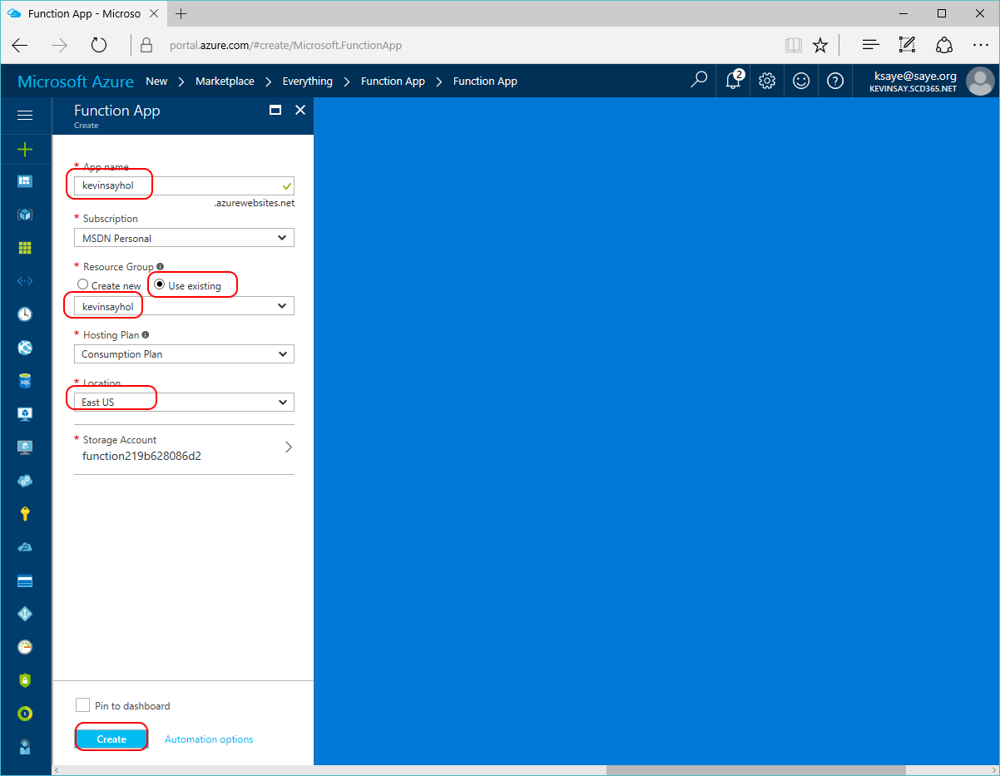 Function App - Microso
portal.azure.com/#create/Microsoft.FunctionApp
Microsoft Azure New Marketplace Everything Function App Function App
2
ksaye@saye.org
KEVINSAY.SCD365.NET
Function App
Create
* App name
kevinsayhol
.azurewebsites.net
* Subscription
MSDN Personal
* Resource Group
Create new Use existing
kevinsayhol
* Hosting Plan
Consumption Plan
* Location
East US
SQL
* Storage Account
function219b628086d2
Pin to dashboard
Create Automation options